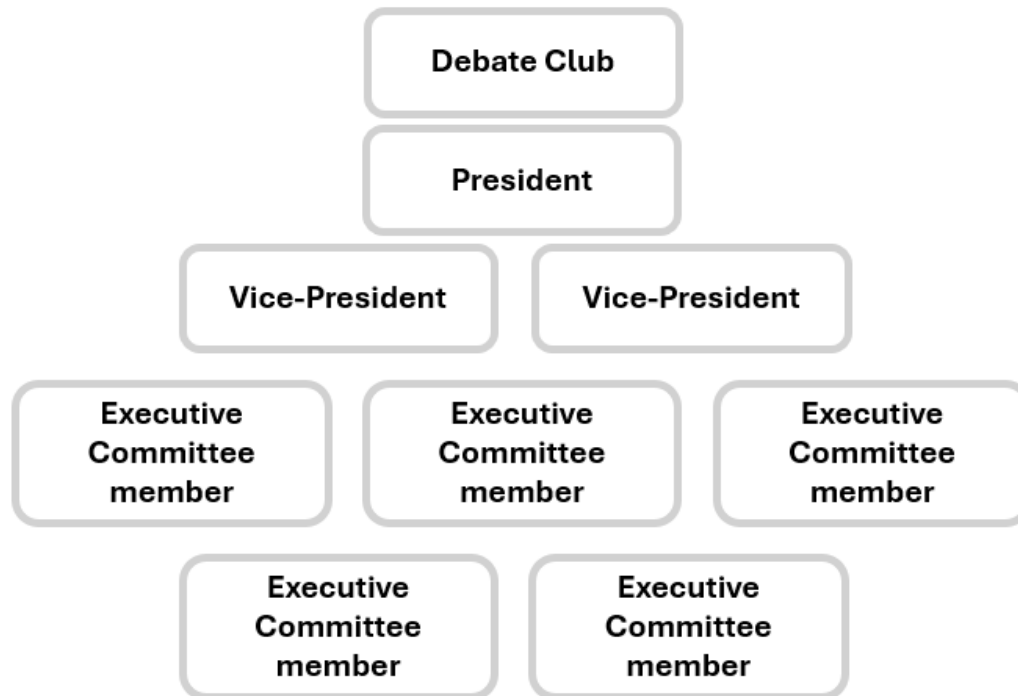 Debate Club
President
Vice-President
Vice-President
Executive
Committee
member
Executive
Committee
member
Executive
Committee
member
Executive
Committee
member
Executive
Committee
member